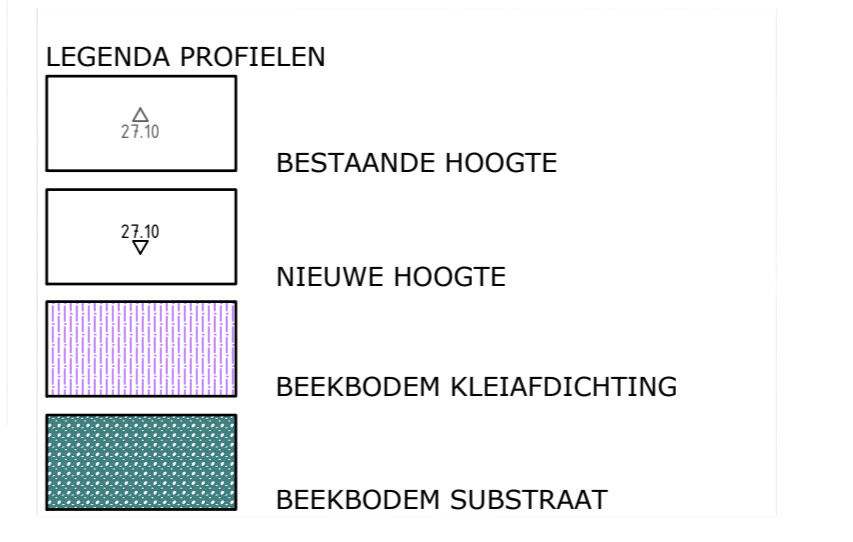 LEGENDA PROFIELEN
27.10
BESTAANDE HOOGTE
27.10
NIEUWE HOOGTE
BEEKBODEM KLEIAFDICHTING
BEEKBODEM SUBSTRAAT